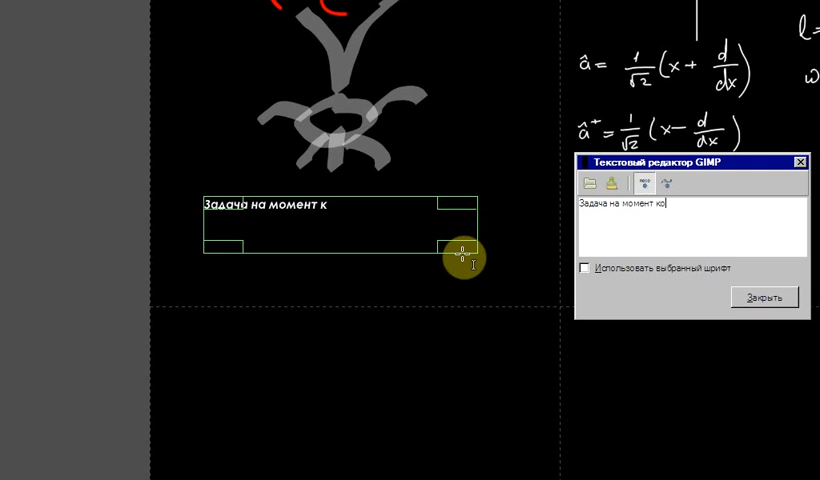 l =
â = 1/√2 (x + d/dx)
w
â⁺ = 1/√2 (x − d/dx)
Текстовый редактор GIMP
Задача на момент ко
Использовать выбранный шрифт
Закрыть
Задача на момент к